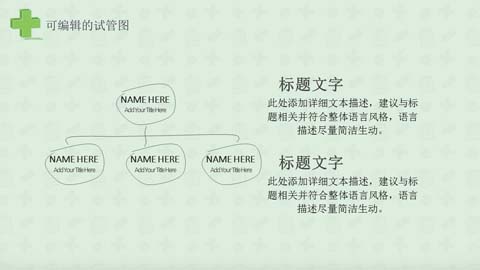 可编辑的试管图
NAME HERE
Add Your Title Here
NAME HERE
Add Your Title Here
NAME HERE
Add Your Title Here
NAME HERE
Add Your Title Here
标题文字
此处添加详细文本描述，建议与标
题相关并符合整体语言风格，语言
描述尽量简洁生动。
标题文字
此处添加详细文本描述，建议与标
题相关并符合整体语言风格，语言
描述尽量简洁生动。